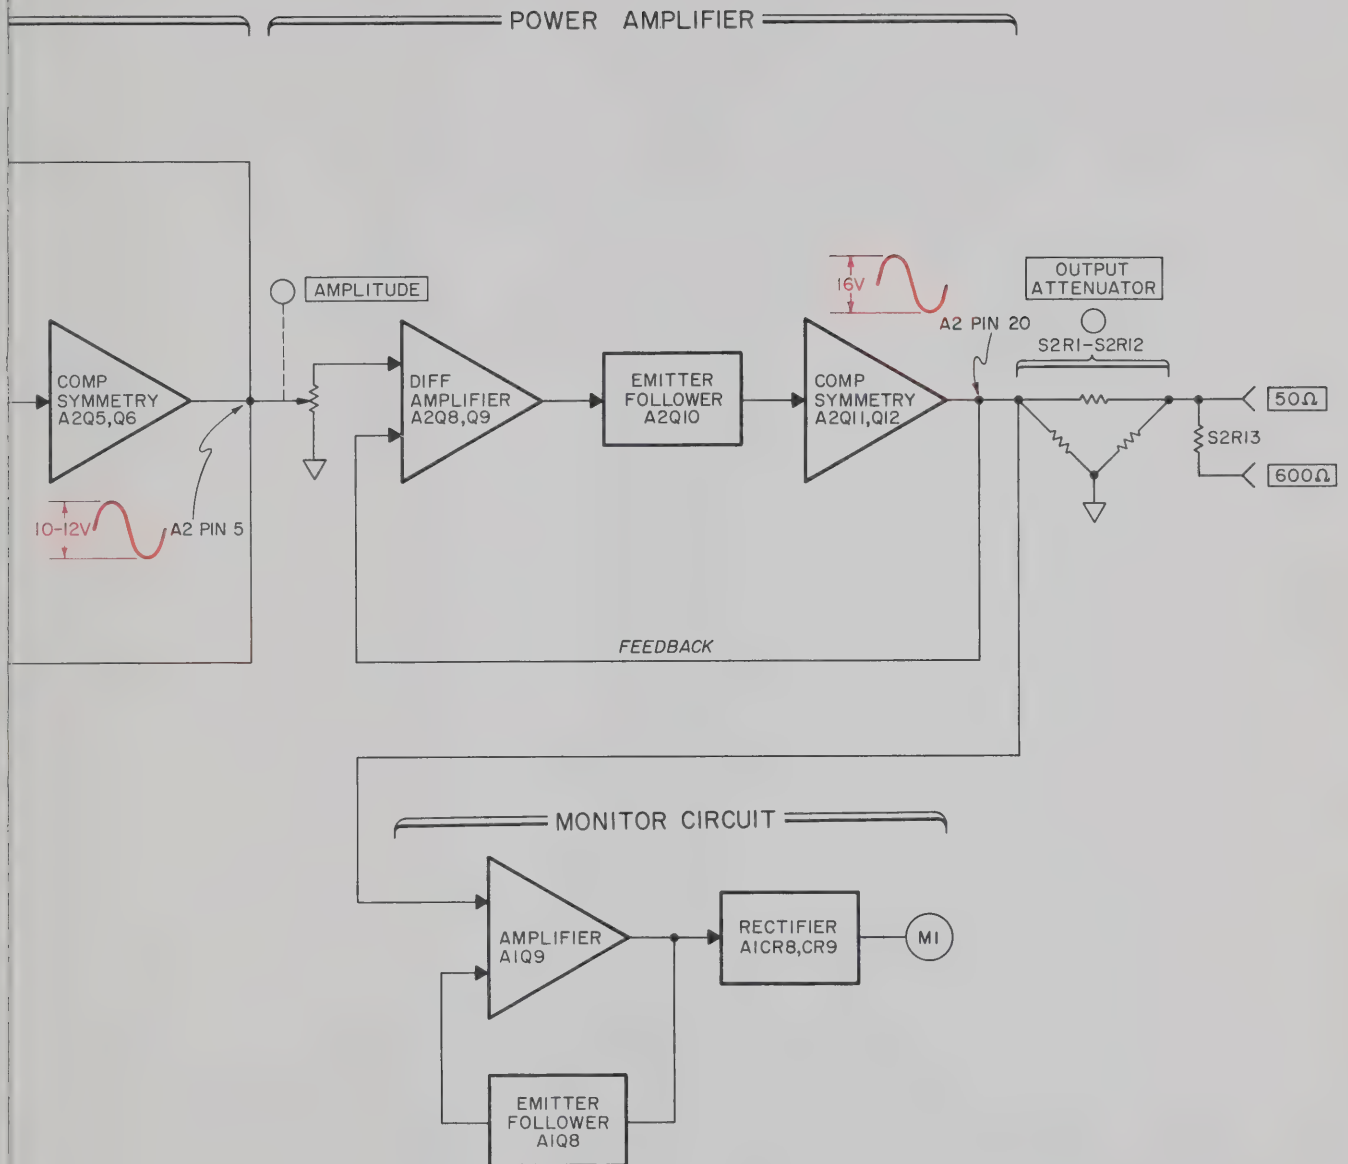 POWER AMPLIFIER
AMPLITUDE
COMP
SYMMETRY
A2Q5,Q6
10-12V
A2 PIN 5
DIFF
AMPLIFIER
A2Q8,Q9
EMITTER
FOLLOWER
A2Q10
16V
COMP
SYMMETRY
A2Q11,Q12
A2 PIN 20
OUTPUT
ATTENUATOR
S2R1-S2R12
50Ω
S2R13
600Ω
FEEDBACK
MONITOR CIRCUIT
AMPLIFIER
A1Q9
RECTIFIER
A1CR8,CR9
M1
EMITTER
FOLLOWER
A1Q8